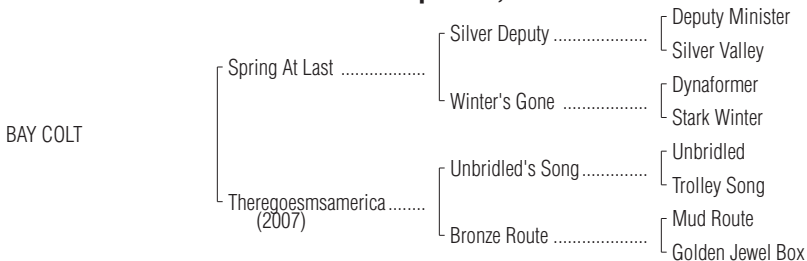 Deputy Minister
Silver Deputy ....................
Silver Valley
Spring At Last ..................
Dynaformer
Winter's Gone ..................
Stark Winter
BAY COLT
Unbridled
Unbridled's Song..............
Trolley Song
Theregoesmsamerica........
(2007)
Mud Route
Bronze Route ....................
Golden Jewel Box